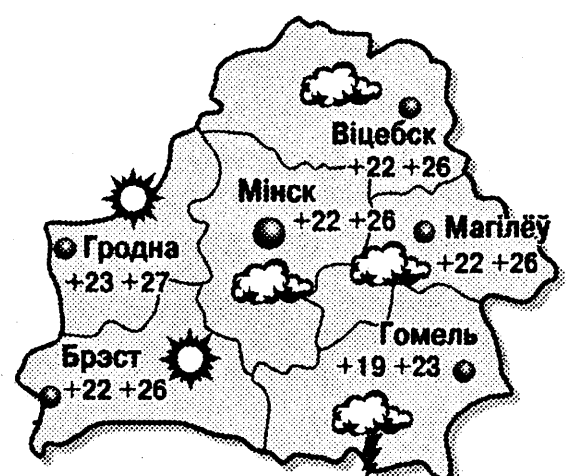 Віцебск
+22 +26
Мінск
+22 +26
Магілёў
+22 +26
Гродна
+23 +27
Гомель
+19 +23
Брэст
+22 +26